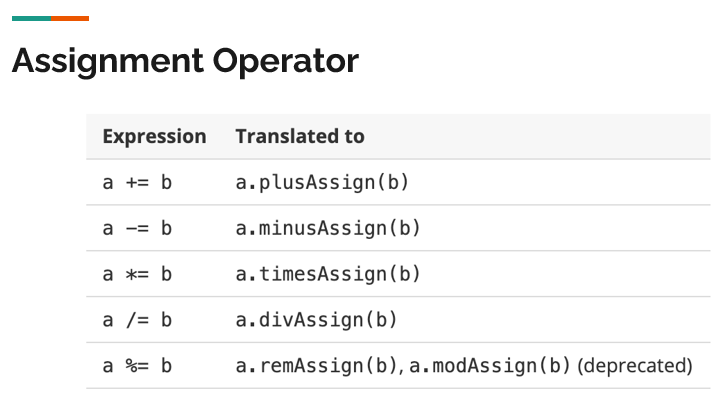 Assignment Operator
Expression Translated to
a += b a.plusAssign(b)
a −= b a.minusAssign(b)
a *= b a.timesAssign(b)
a /= b a.divAssign(b)
a %= b a.remAssign(b), a.modAssign(b) (deprecated)